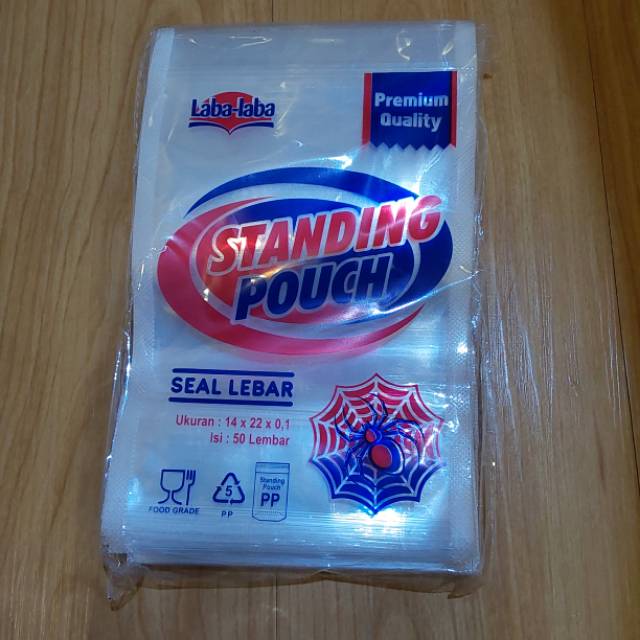 Laba-laba
Premium
Quality
STANDING
POUCH
SEAL LEBAR
Ukuran : 14 x 22 x 0,1
Isi : 50 Lembar
FOOD GRADE
5
PP
Standing
Pouch
PP